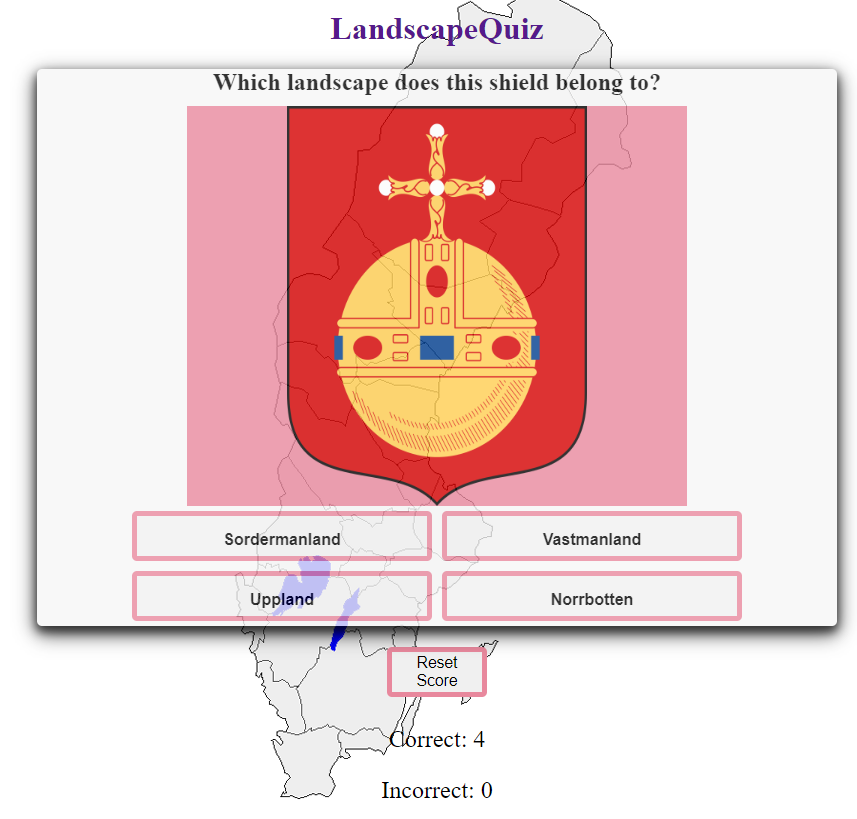 LandscapeQuiz
Which landscape does this shield belong to?
Sordermanland
Vastmanland
Uppland
Norrbotten
Reset
Score
Correct: 4
Incorrect: 0